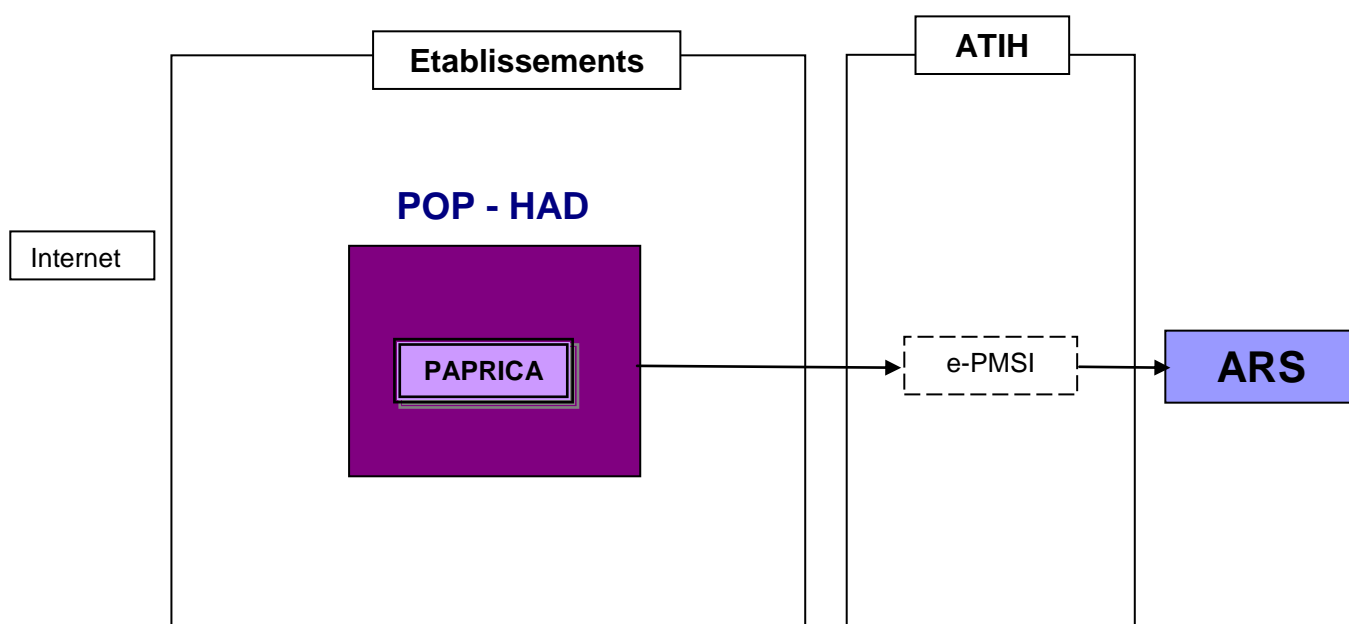 Etablissements
ATIH
POP - HAD
Internet
PAPRICA
e-PMSI
ARS